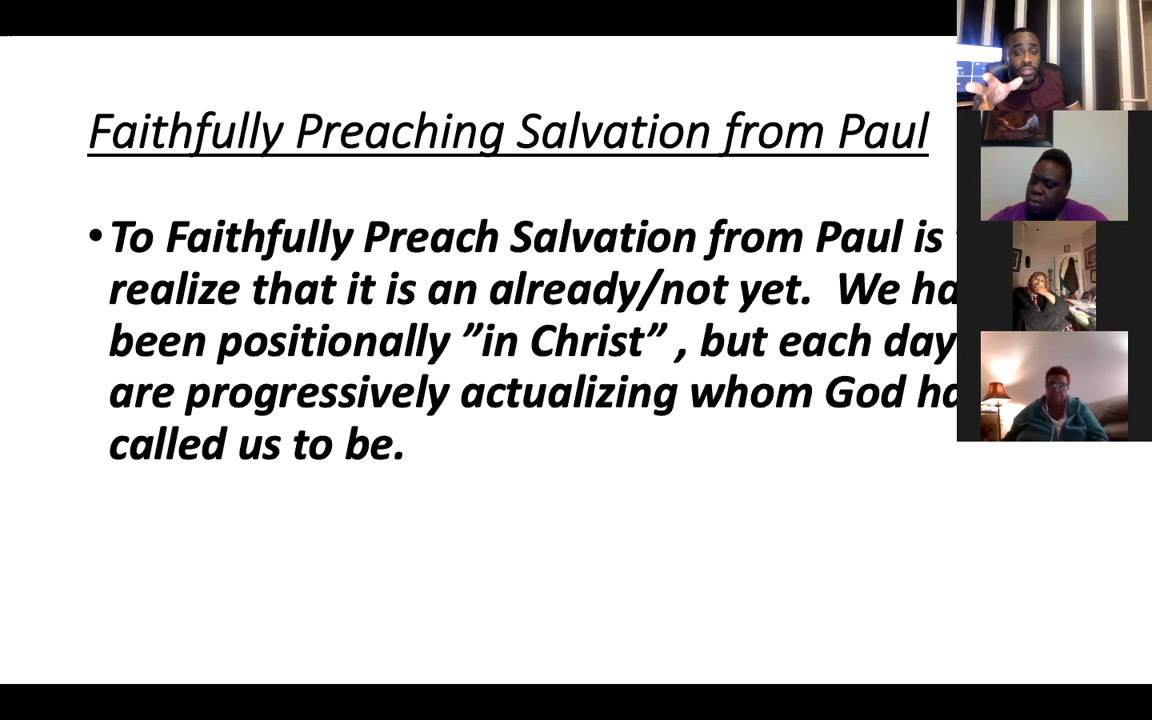 Faithfully Preaching Salvation from Paul
• To Faithfully Preach Salvation from Paul is
realize that it is an already/not yet. We ha
been positionally ”in Christ” , but each day
are progressively actualizing whom God ha
called us to be.